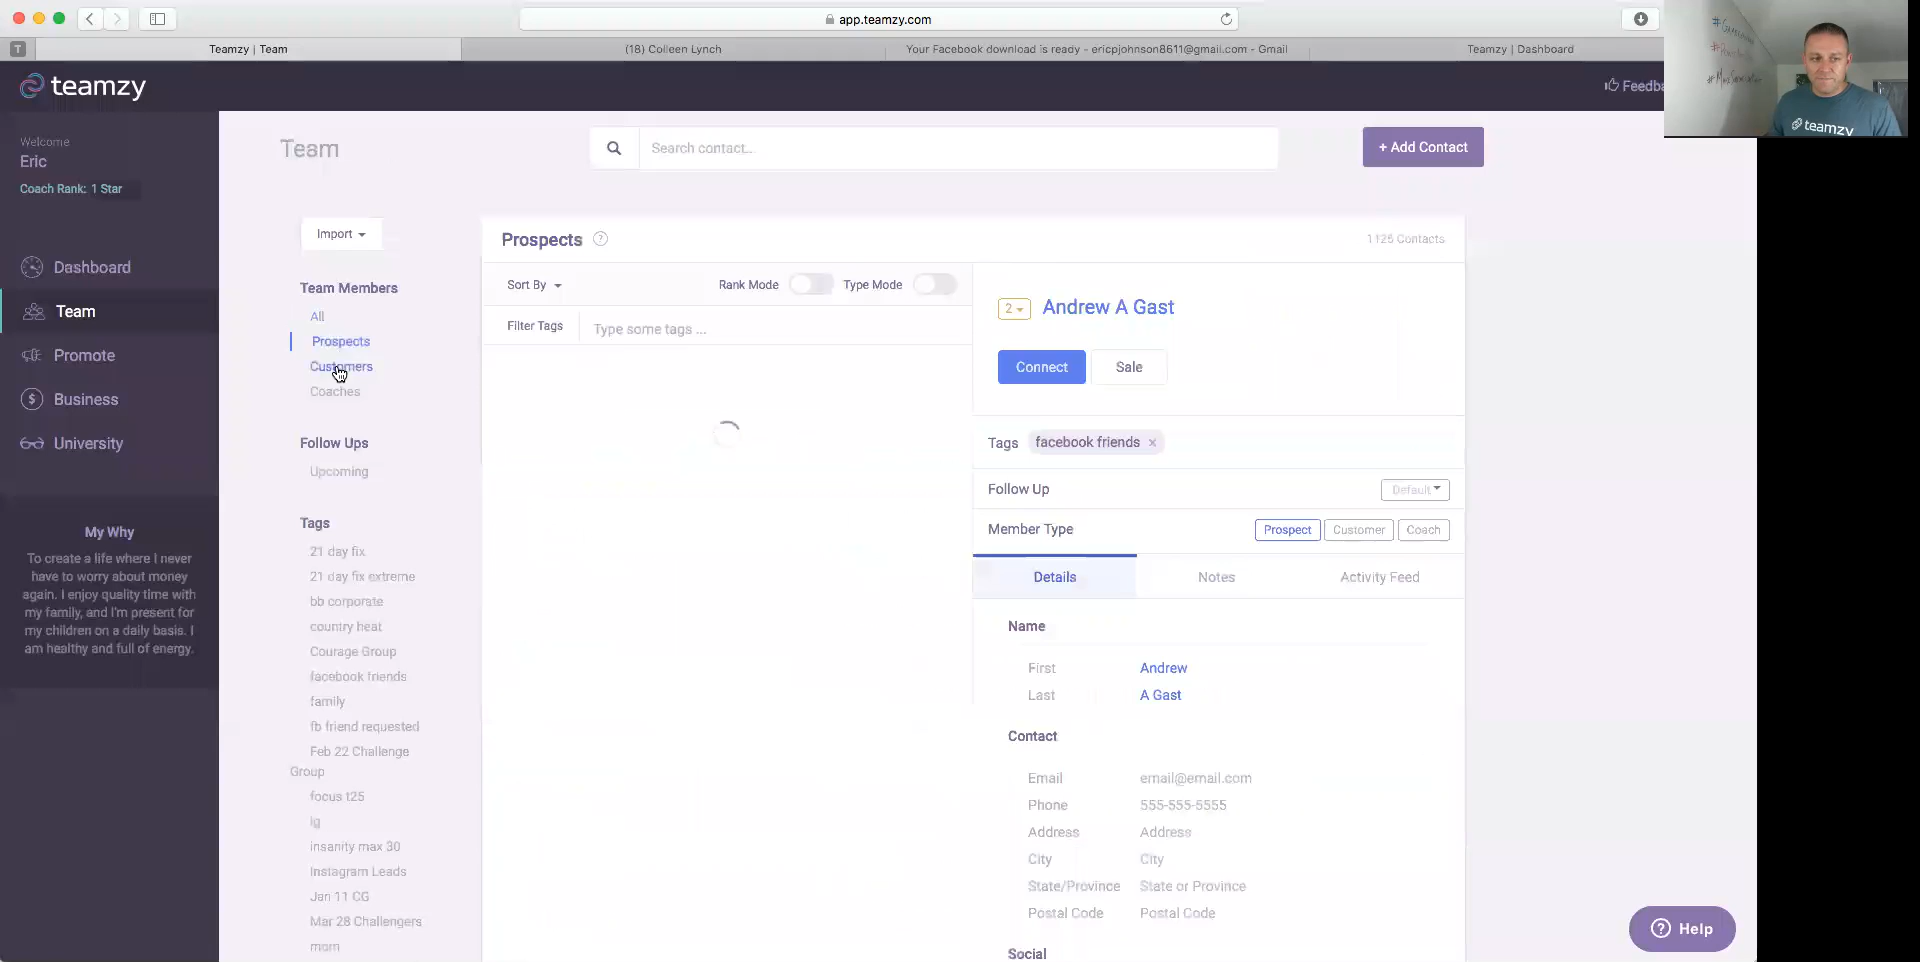 app.teamzy.com
T
Teamzy | Team
(18) Colleen Lynch
Your Facebook download is ready - ericpjohnson8611@gmail.com - Gmail
Teamzy | Dashboard
teamzy
Feedba
teamzy
Welcome
Eric
Coach Rank: 1 Star
Dashboard
Team
Promote
Business
University
My Why
To create a life where I never
have to worry about money
again. I enjoy quality time with
my family, and I'm present for
my children on a daily basis. I
am healthy and full of energy.
Team
Search contact...
+ Add Contact
Import
Team Members
All
Prospects
Customers
Coaches
Follow Ups
Upcoming
Tags
21 day fix
21 day fix extreme
bb corporate
country heat
Courage Group
facebook friends
family
fb friend requested
Feb 22 Challenge
Group
focus t25
ig
insanity max 30
Instagram Leads
Jan 11 CG
Mar 28 Challengers
mom
Prospects ?
1125 Contacts
Sort By
Rank Mode
Type Mode
Filter Tags
Type some tags ...
2
Andrew A Gast
Connect
Sale
Tags
facebook friends ×
Follow Up
Default
Member Type
Prospect
Customer
Coach
Details
Notes
Activity Feed
Name
First
Andrew
Last
A Gast
Contact
Email
email@email.com
Phone
555-555-5555
Address
Address
City
City
State/Province
State or Province
Postal Code
Postal Code
Social
? Help